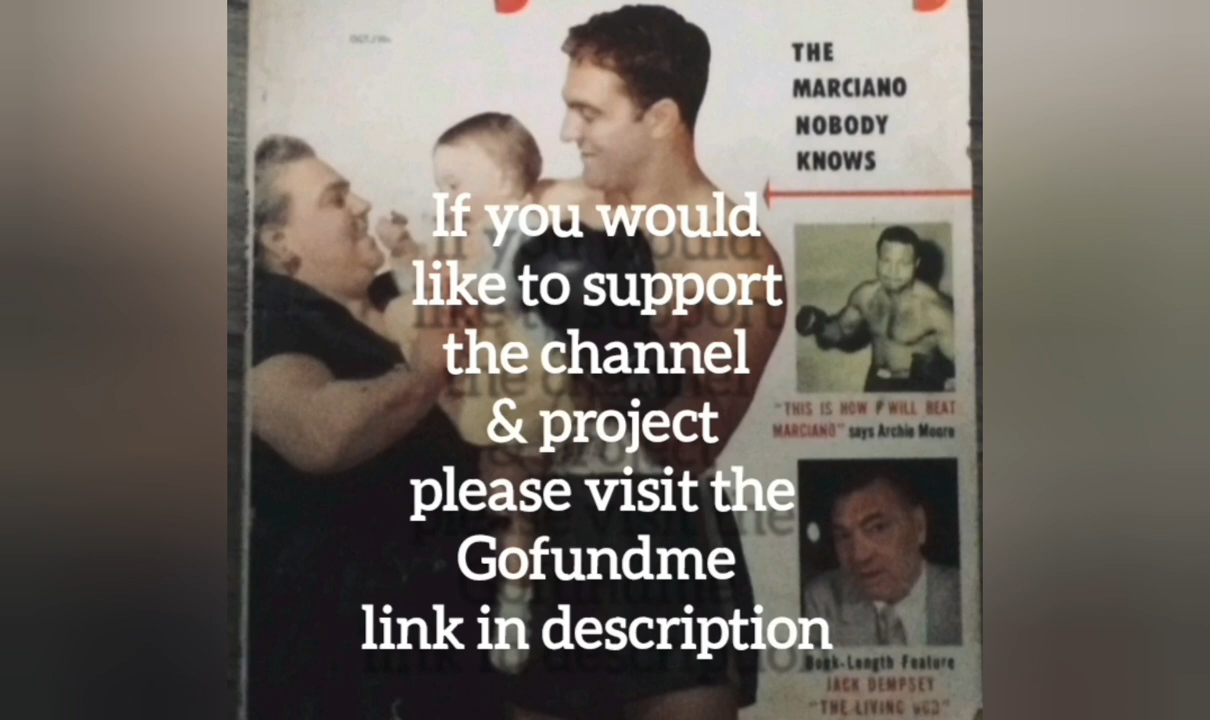 THE
MARCIANO
NOBODY
KNOWS
If you would
like to support
the channel
& project
please visit the
Gofundme
link in description
"THIS IS HOW I WILL BEAT
MARCIANO" says Archie Moore
Book-Length Feature
JACK DEMPSEY
"THE LIVING GOD"